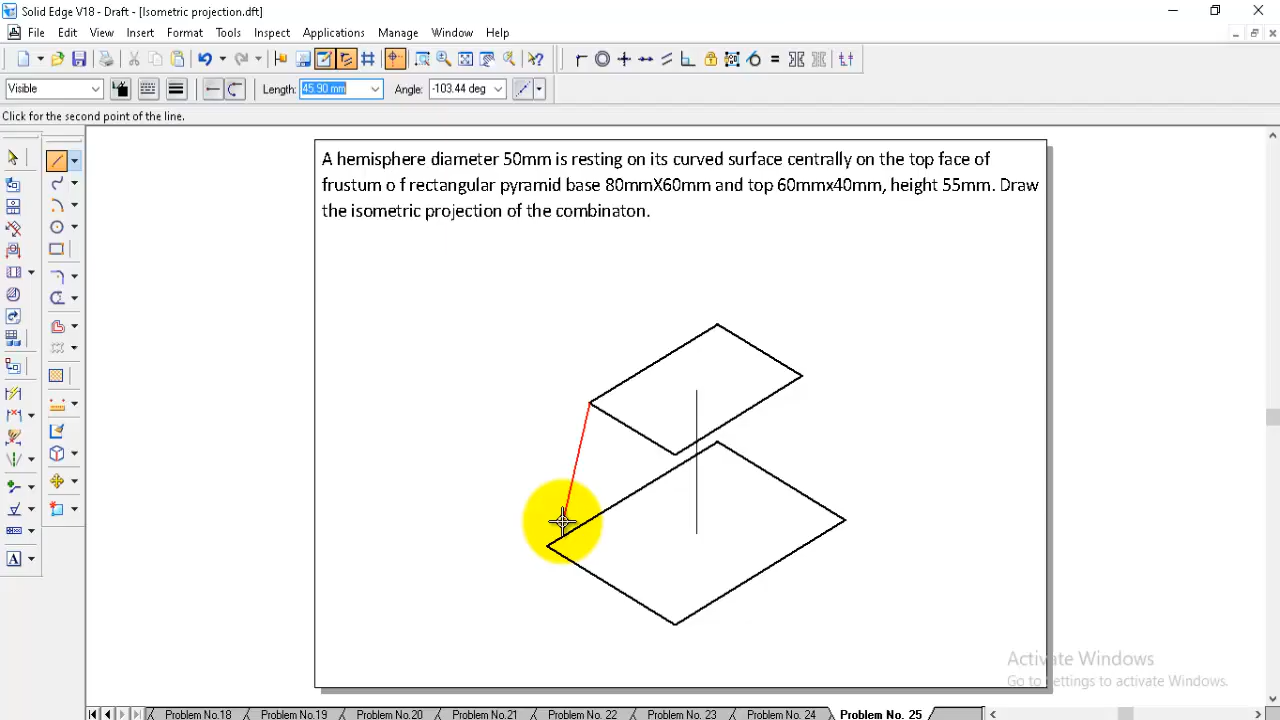 Solid Edge V18 - Draft - [Isometric projection.dft]
File Edit View Insert Format Tools Inspect Applications Manage Window Help
Visible Length: 45.90 mm Angle: -103.44 deg
Click for the second point of the line.
A hemisphere diameter 50mm is resting on its curved surface centrally on the top face of
frustum o f rectangular pyramid base 80mmX60mm and top 60mmx40mm, height 55mm. Draw
the isometric projection of the combinaton.
A
Activate Windows
Go to Settings to activate Windows.
Problem No.18 Problem No.19 Problem No.20 Problem No.21 Problem No. 22 Problem No. 23 Problem No. 24 Problem No. 25